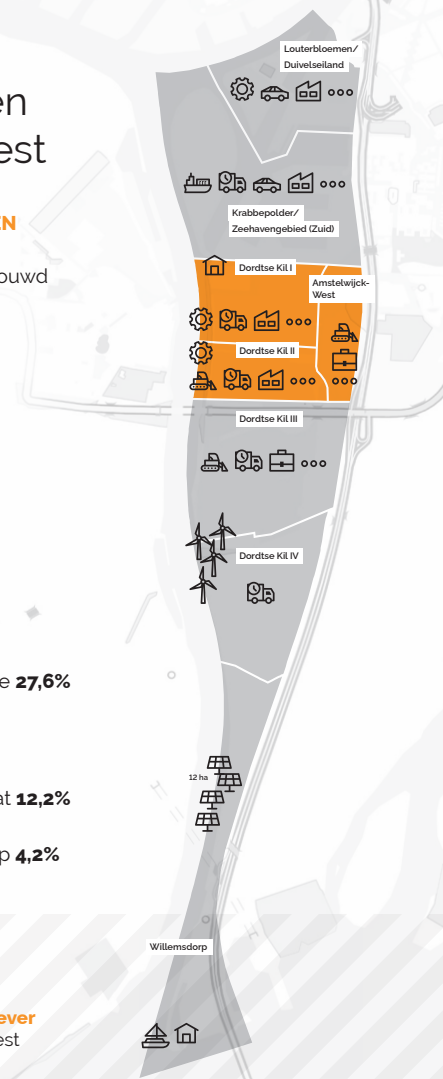 en
est
EN
ouwd
e 27,6%
at 12,2%
p 4,2%
ever
est
Louterbloemen/
Duivelseiland
Krabbepolder/
Zeehavengebied (Zuid)
Dordtse Kil I
Amstelwijck-
West
Dordtse Kil II
Dordtse Kil III
Dordtse Kil IV
12 ha
Willemsdorp